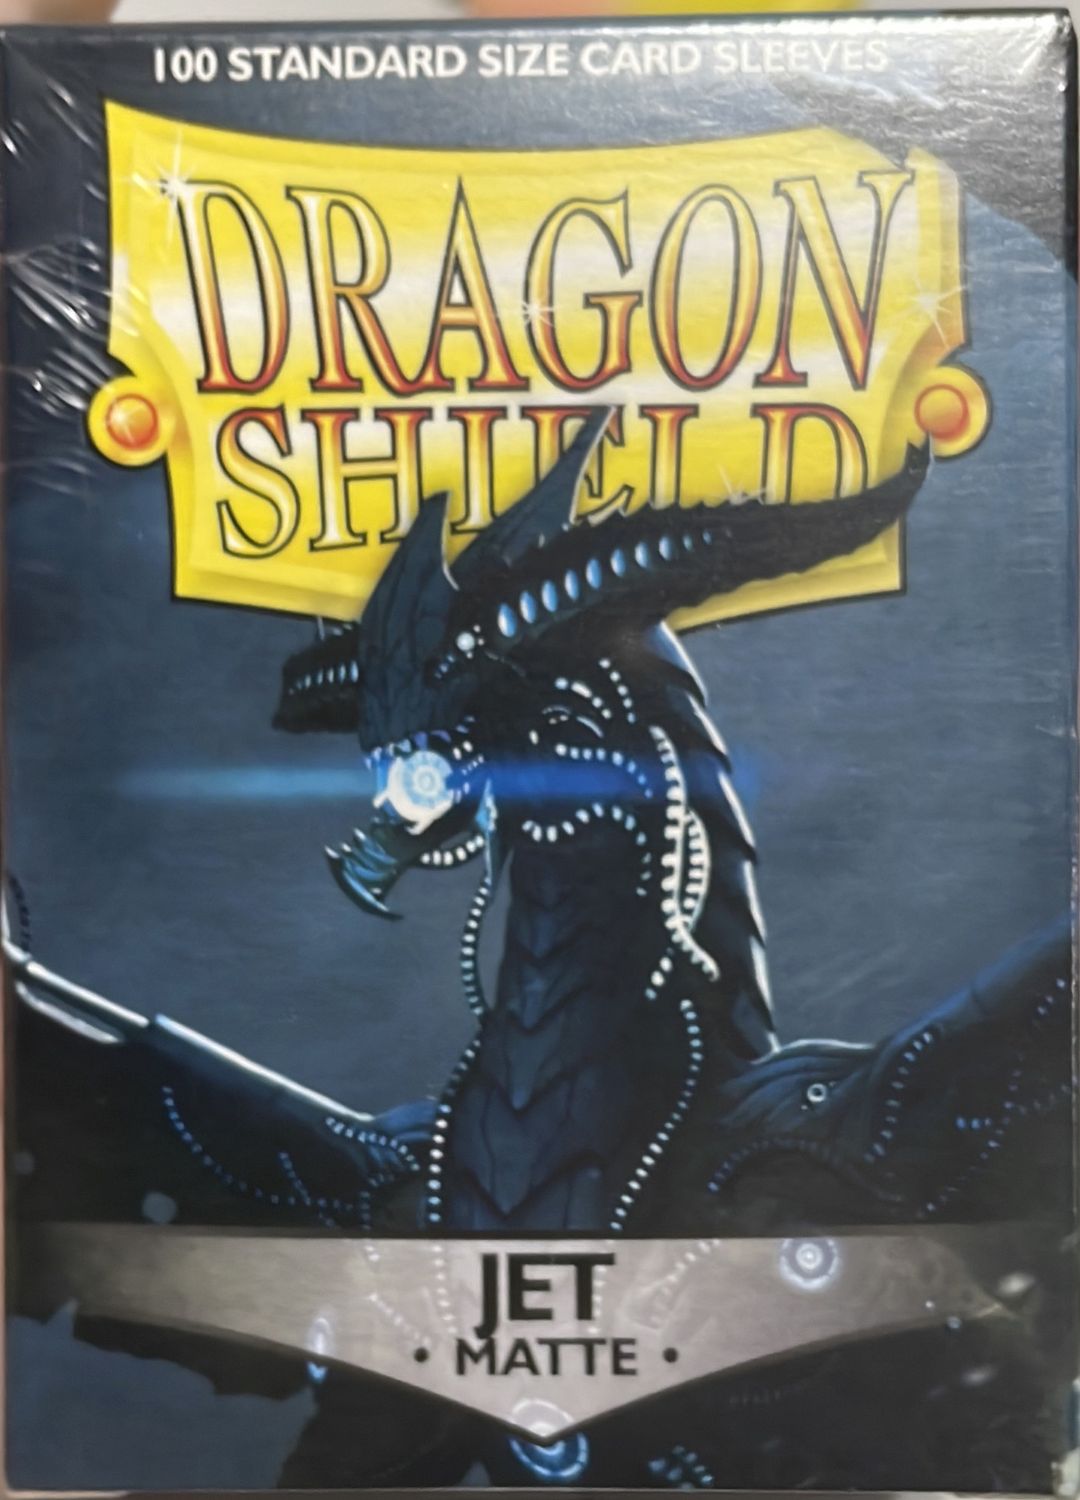 100 STANDARD SIZE CARD SLEEVES
DRAGON
SHIELD
JET
• MATTE •